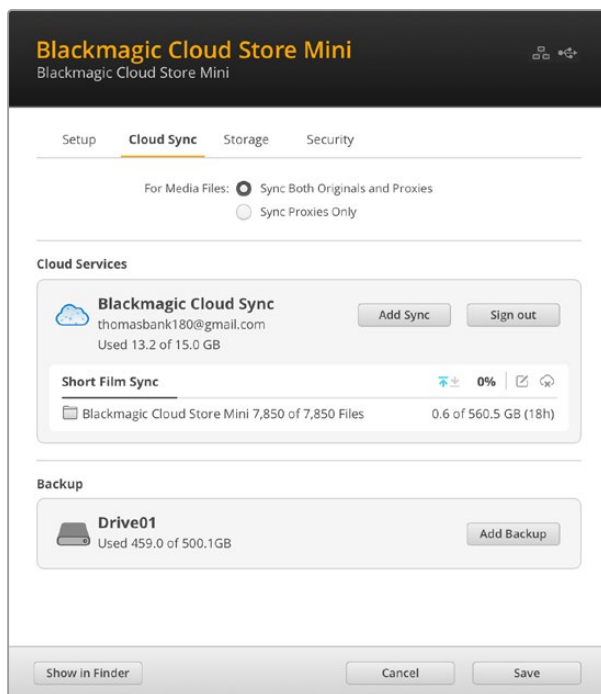 Blackmagic Cloud Store Mini
Blackmagic Cloud Store Mini
Setup Cloud Sync Storage Security
For Media Files: Sync Both Originals and Proxies
Sync Proxies Only
Cloud Services
Blackmagic Cloud Sync
thomasbank180@gmail.com
Used 13.2 of 15.0 GB
Add Sync Sign out
Short Film Sync 0%
Blackmagic Cloud Store Mini 7,850 of 7,850 Files 0.6 of 560.5 GB (18h)
Backup
Drive01
Used 459.0 of 500.1GB
Add Backup
Show in Finder Cancel Save